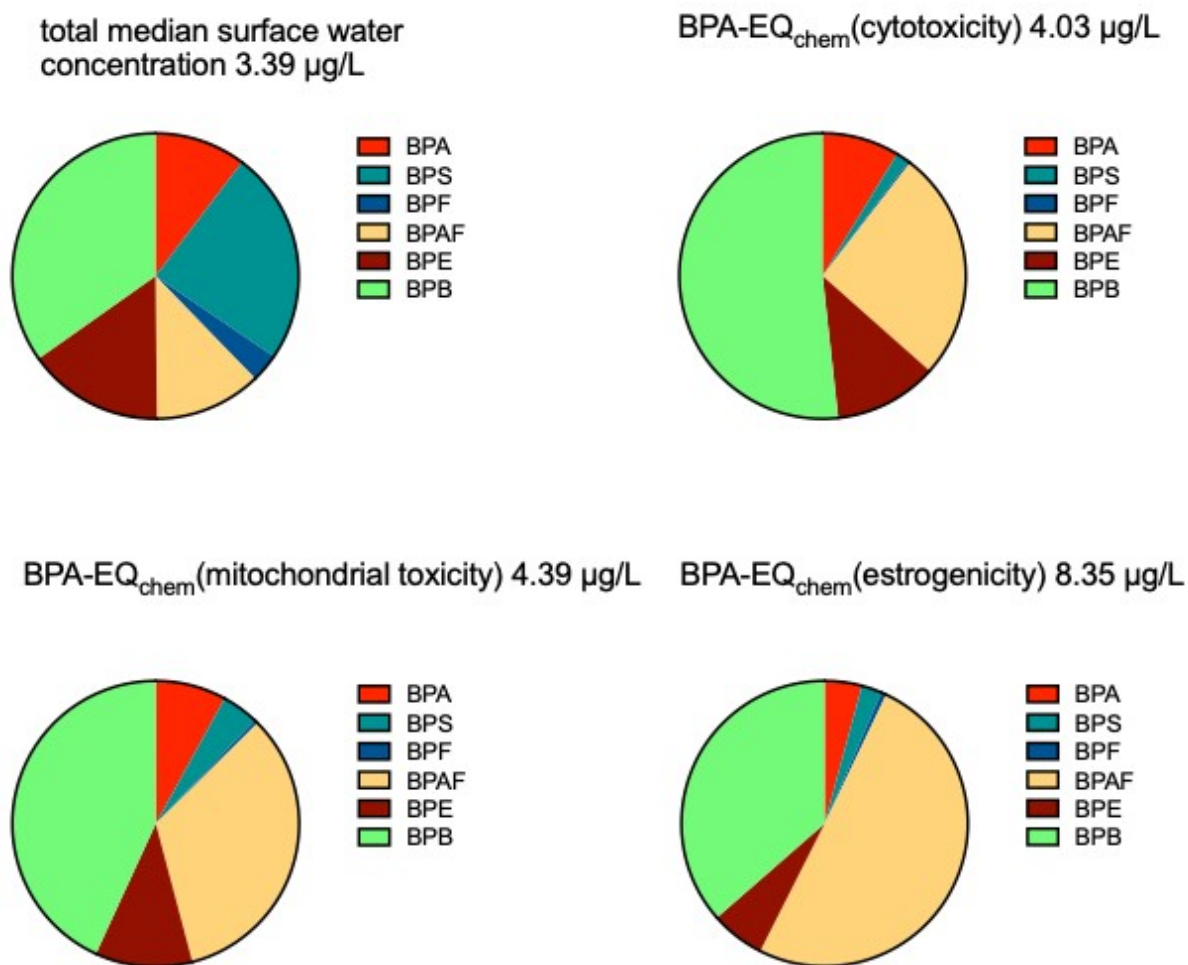 total median surface water
concentration 3.39 µg/L
BPA
BPS
BPF
BPAF
BPE
BPB
BPA-EQchem(cytotoxicity) 4.03 µg/L
BPA
BPS
BPF
BPAF
BPE
BPB
BPA-EQchem(mitochondrial toxicity) 4.39 µg/L
BPA
BPS
BPF
BPAF
BPE
BPB
BPA-EQchem(estrogenicity) 8.35 µg/L
BPA
BPS
BPF
BPAF
BPE
BPB